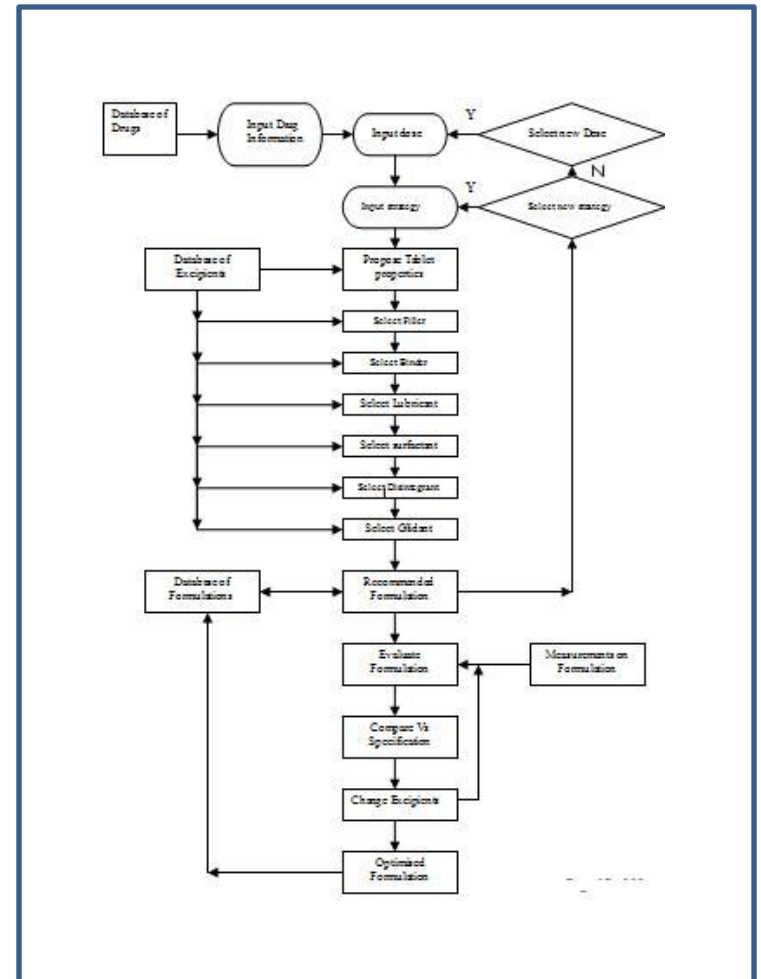 Database of
Drugs
Input Drug
Information
Input dose
Y
Select new Dose
N
Input strategy
Y
Select new strategy
Database of
Excipients
Propose Tablet
properties
Select Filler
Select Binder
Select Lubricant
Select surfactant
Select Disintegrant
Select Glidant
Database of
Formulations
Recommended
Formulation
Evaluate
Formulation
Measurements on
Formulation
Compare Vs
Specification
Change Excipients
Optimised
Formulation